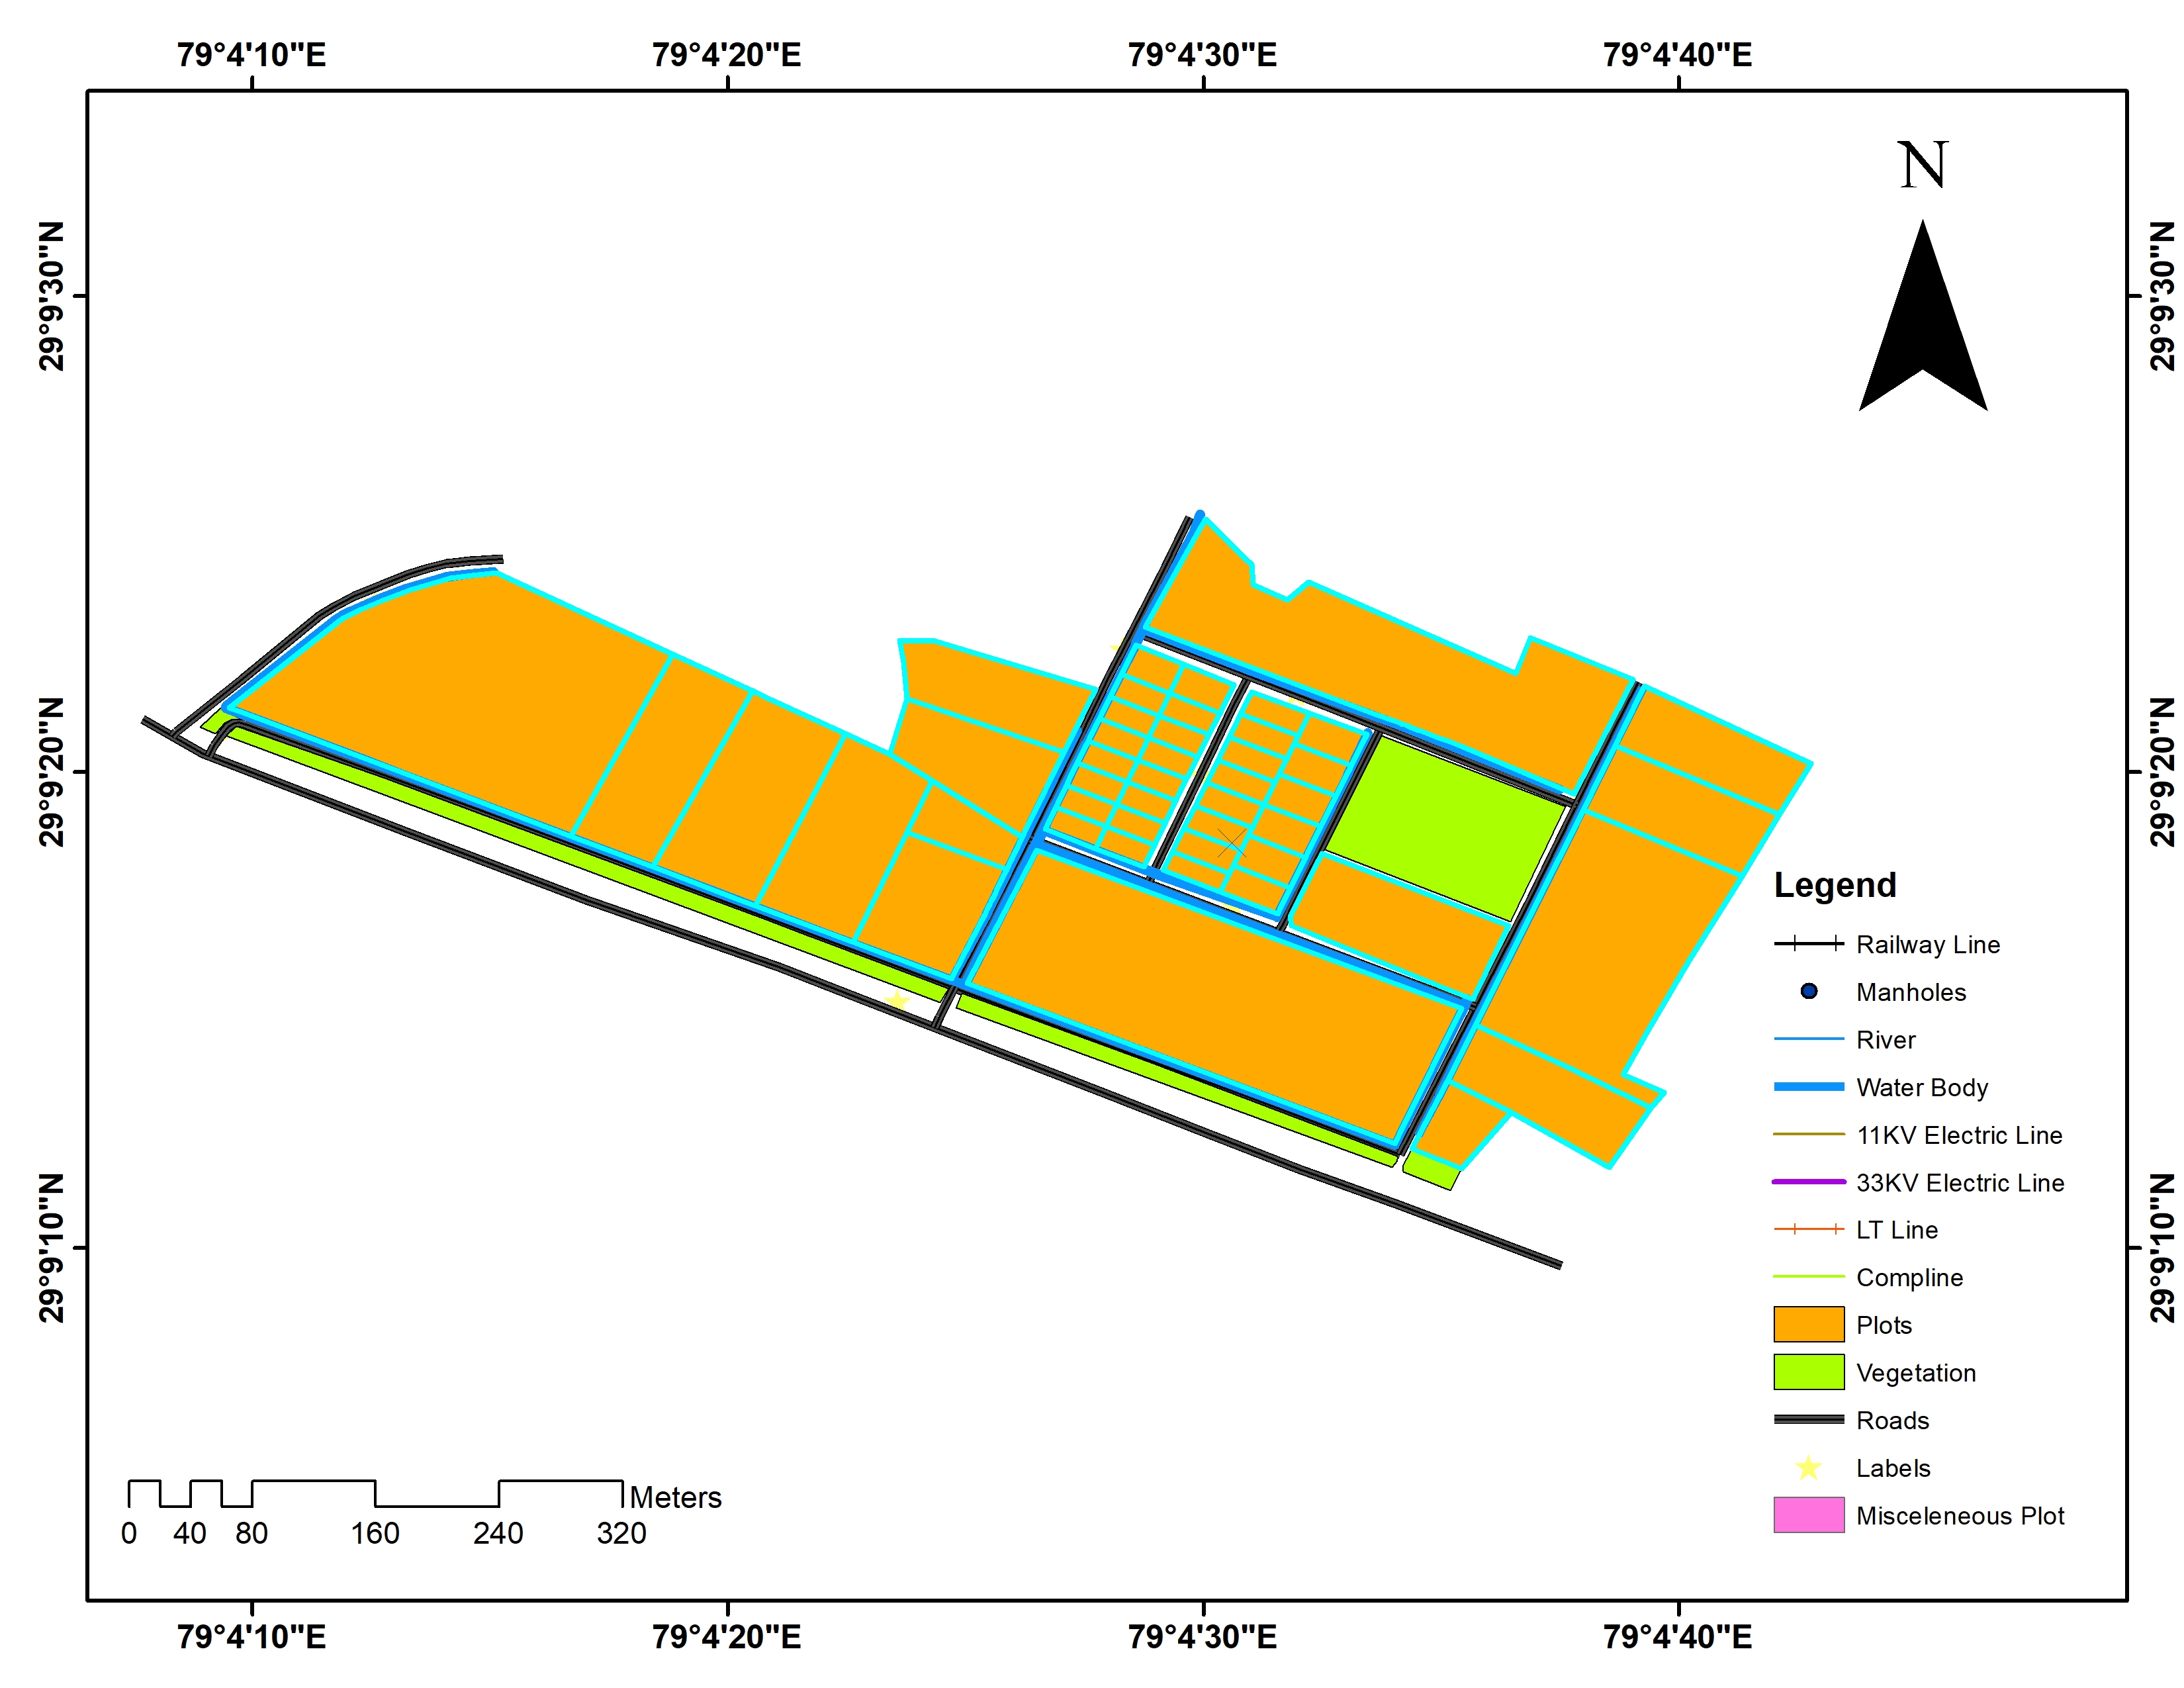 79°4'10"E 79°4'20"E 79°4'30"E 79°4'40"E
N
29°9'30"N 29°9'30"N
29°9'20"N 29°9'20"N
29°9'10"N 29°9'10"N
Legend
Railway Line
Manholes
River
Water Body
11KV Electric Line
33KV Electric Line
LT Line
Compline
Plots
Vegetation
Roads
Labels
Misceleneous Plot
Meters
0 40 80 160 240 320
79°4'10"E 79°4'20"E 79°4'30"E 79°4'40"E